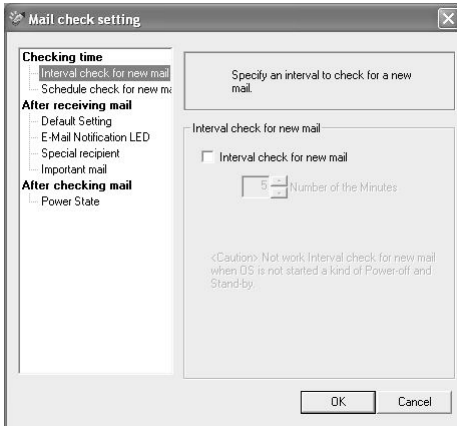 Mail check setting
Checking time
Interval check for new mail
Schedule check for new
After receiving mail
Default Setting
E-Mail Notification LED
Special recipient
Important mail
After checking mail
Power State
Specify an interval to check for a new
mail.
Interval check for new mail
Interval check for new mail
5 Number of the Minutes
<Caution> Not work Interval check for new mail
when OS is not started a kind of Power-off and
Stand-by
OK
Cancel